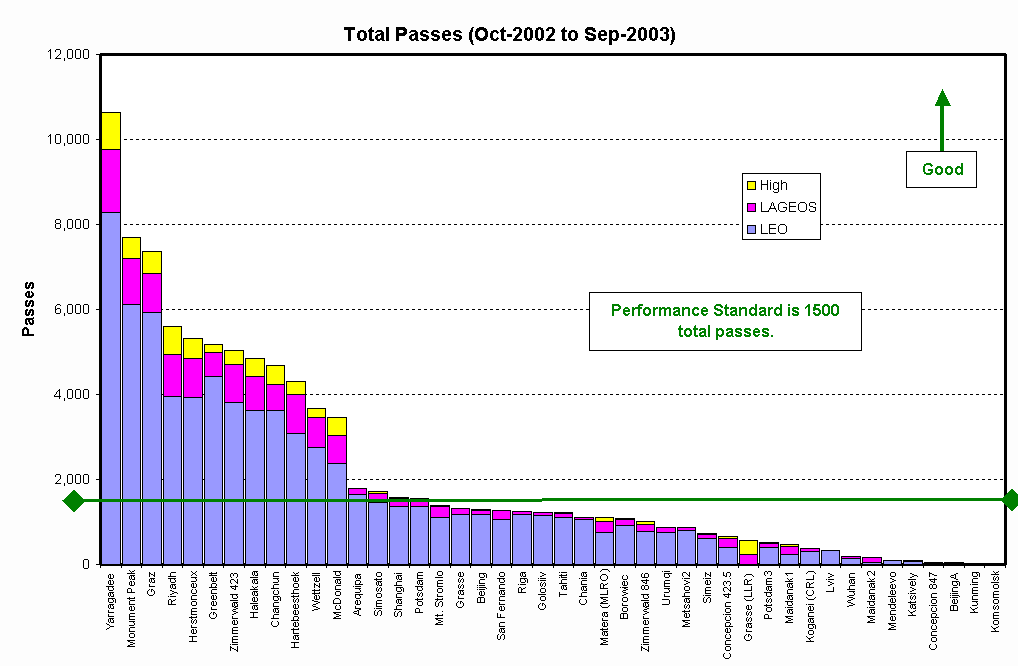 Total Passes (Oct-2002 to Sep-2003)
12,000
10,000
8,000
6,000
4,000
2,000
0
Passes
Good
High
LAGEOS
LEO
Performance Standard is 1500
total passes.
Yarragadee
Monument Peak
Graz
Riyadh
Herstmonceux
Greenbelt
Zimmerwald 423
Haleakala
Changchun
Hartebeesthoek
Wettzell
McDonald
Arequipa
Simosato
Shanghai
Potsdam
Mt. Stromlo
Grasse
Beijing
San Fernando
Riga
Golosiiv
Tahiti
Chania
Matera (MLRO)
Borowiec
Zimmerwald 846
Urumqi
Metsahovi2
Simeiz
Concepcion 423.5
Grasse (LLR)
Potsdam3
Maidanak1
Koganei (CRL)
Lviv
Wuhan
Maidanak2
Mendeleevo
Katsively
Concepcion 847
BeijingA
Kunming
Komsomolsk